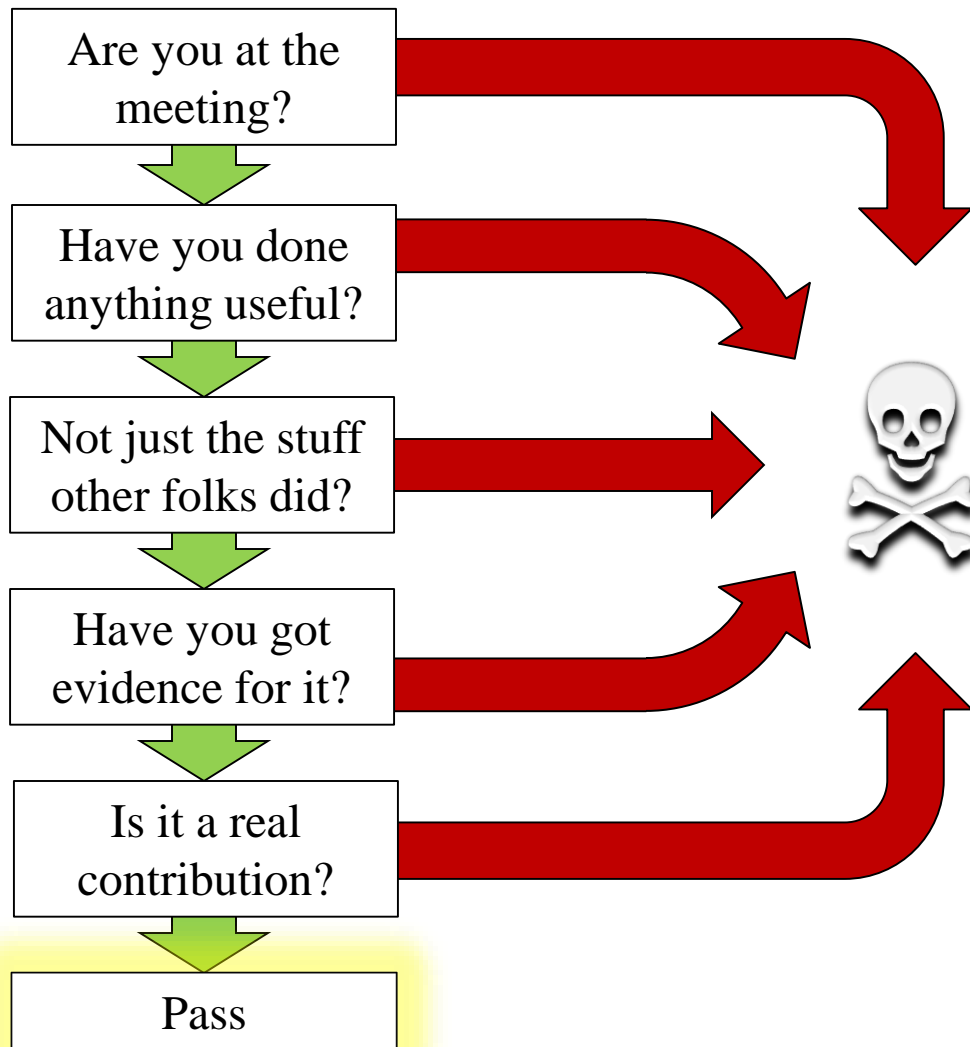 Are you at the
meeting?
Have you done
anything useful?
Not just the stuff
other folks did?
Have you got
evidence for it?
Is it a real
contribution?
Pass